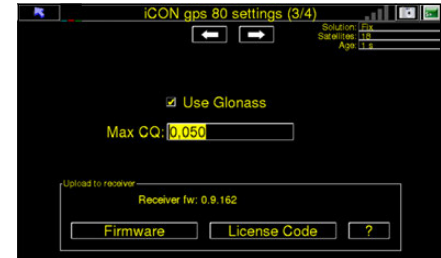 iCON gps 80 settings (3/4)
Solution: Fix
Satellites: 18
Age: 1 s
Use Glonass
Max CQ: 0,050
Upload to receiver
Receiver fw: 0.9.162
Firmware
License Code
?